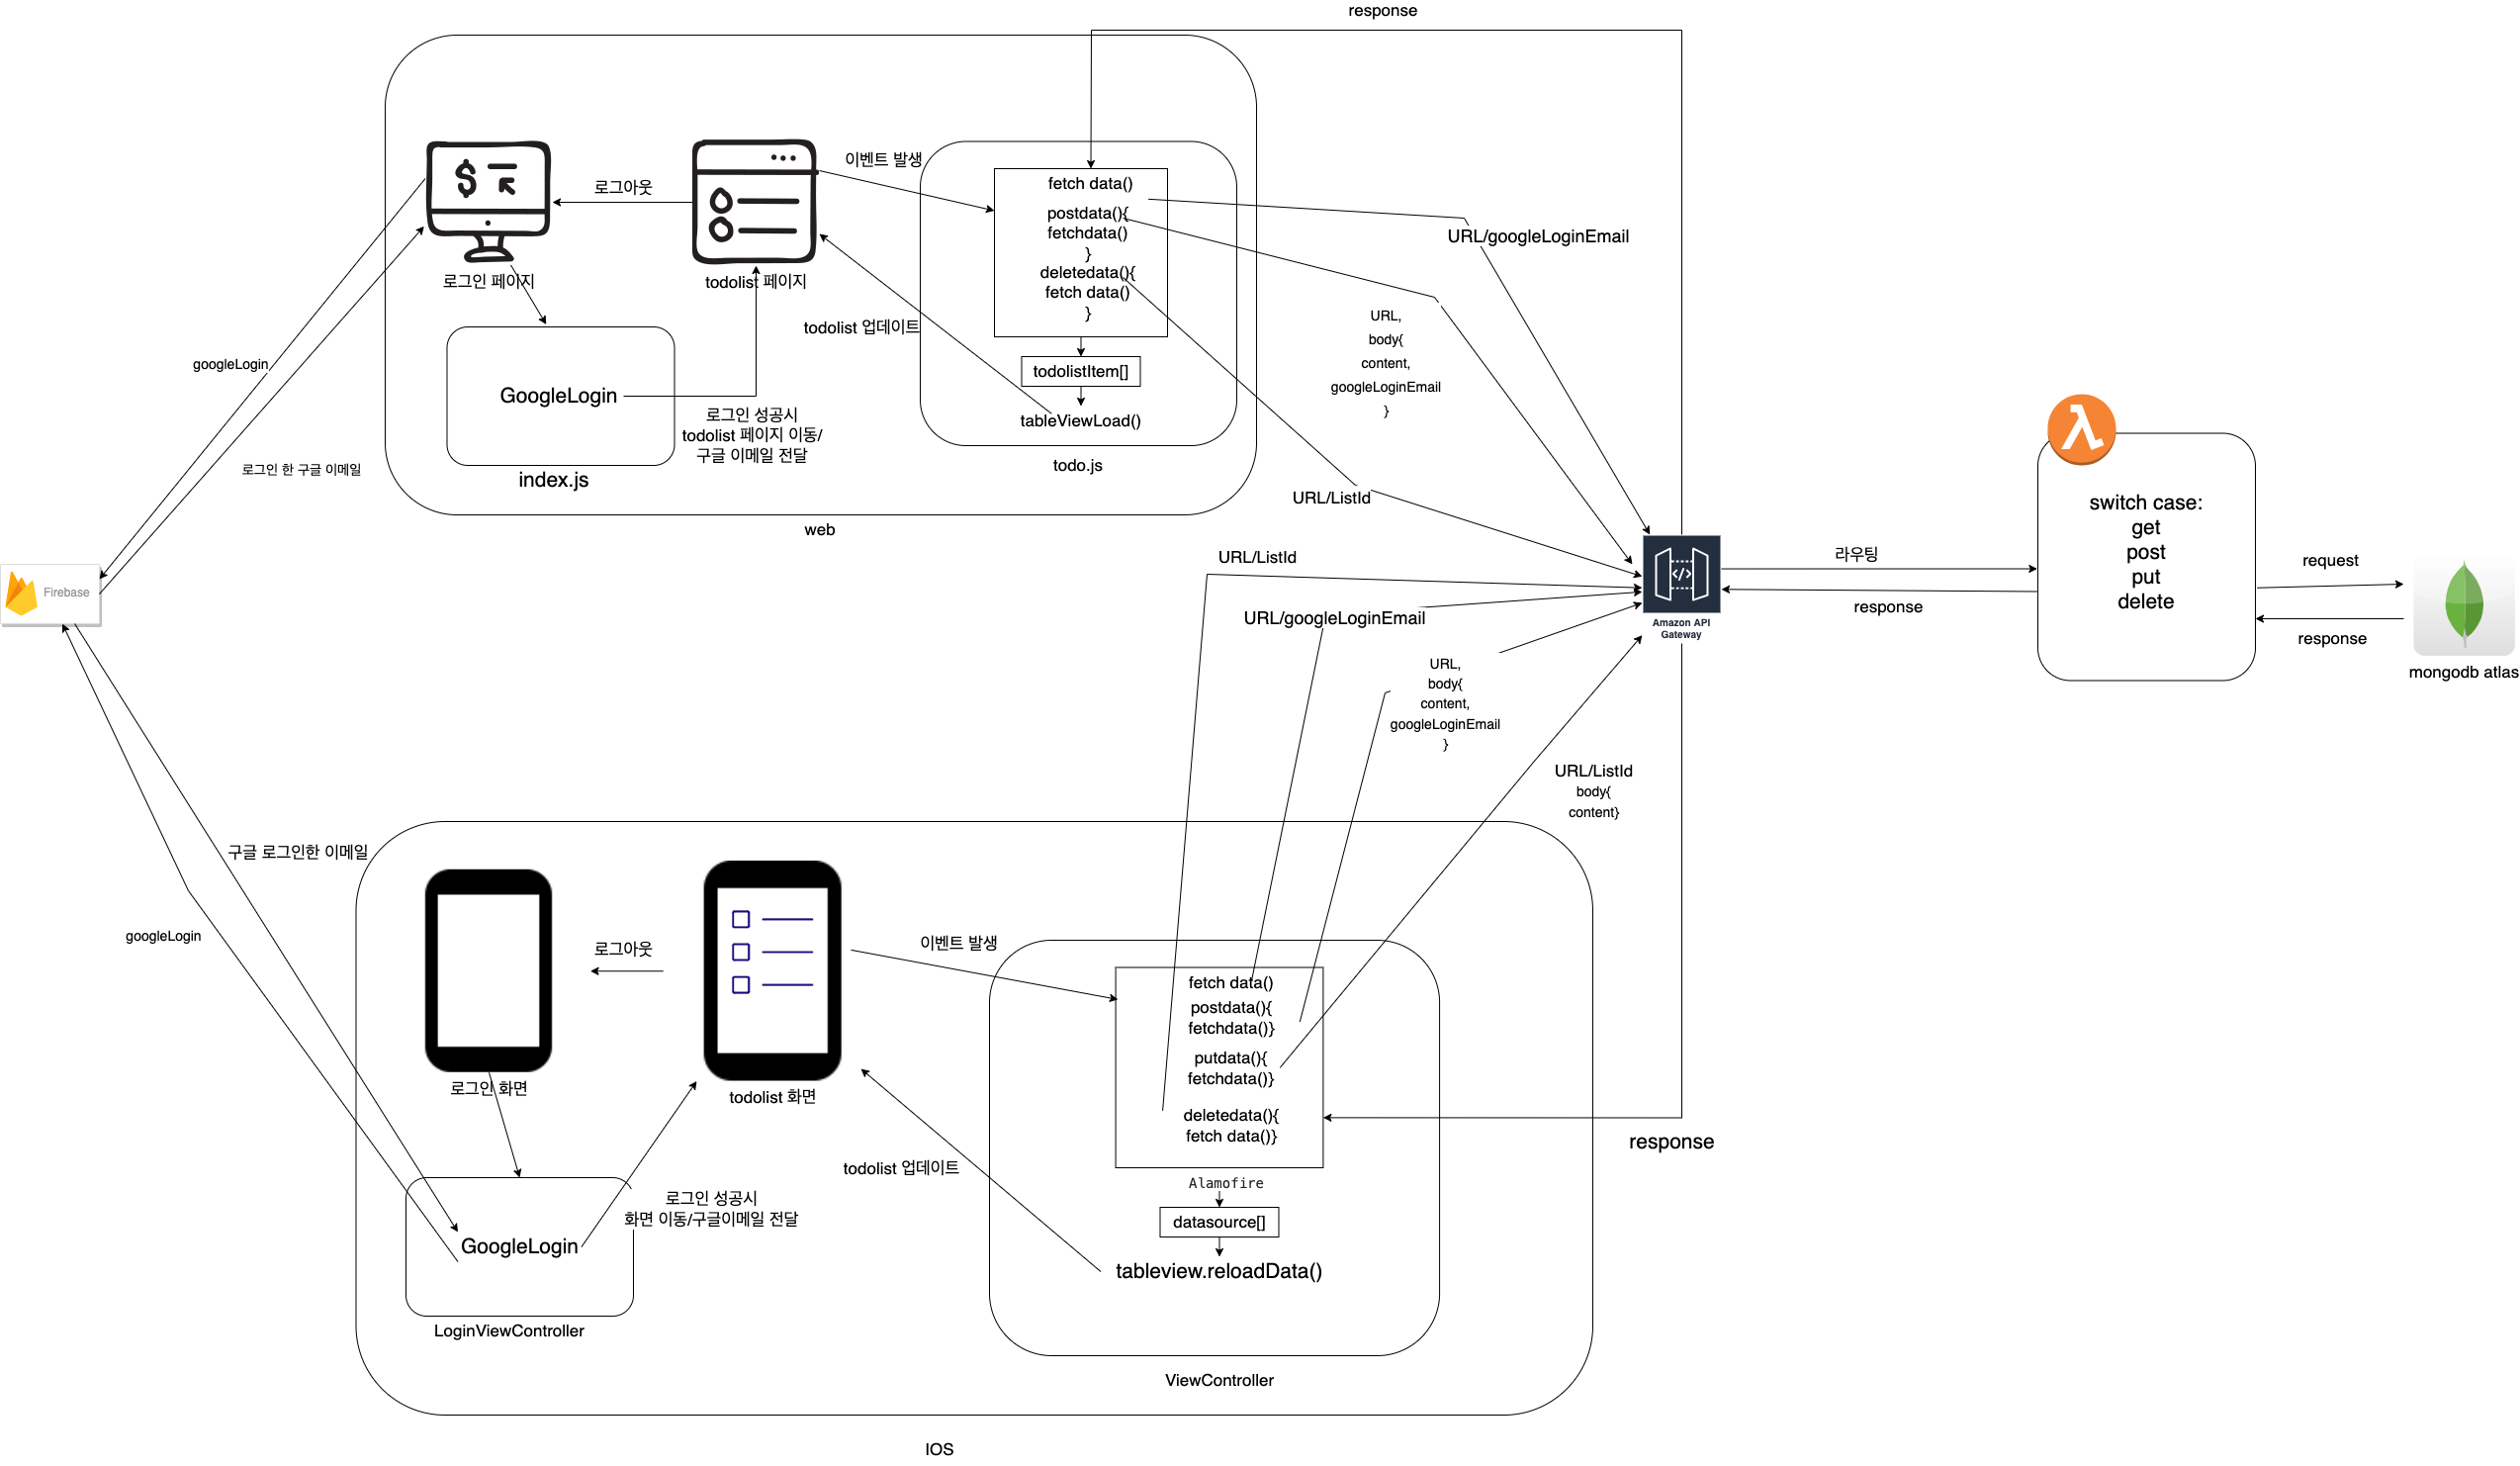 response
이벤트 발생
로그아웃
fetch data()
postdata(){
fetchdata()
}
deletedata(){
fetch data()
}
URL/googleLoginEmail
로그인 페이지
todolist 페이지
todolist 업데이트
URL,
body{
content,
googleLoginEmail
}
googleLogin
todolistItem[]
GoogleLogin
로그인 성공시
todolist 페이지 이동/
구글 이메일 전달
tableViewLoad()
로그인 한 구글 이메일
index.js
todo.js
URL/ListId
web
switch case:
get
post
put
delete
URL/ListId
라우팅
request
Firebase
response
URL/googleLoginEmail
Amazon API
Gateway
response
mongodb atlas
URL,
body{
content,
googleLoginEmail
}
URL/ListId
body{
content}
구글 로그인한 이메일
googleLogin
로그아웃
이벤트 발생
fetch data()
postdata(){
fetchdata()}
putdata(){
fetchdata()}
deletedata(){
fetch data()}
로그인 화면
todolist 화면
response
todolist 업데이트
Alamofire
로그인 성공시
화면 이동/구글이메일 전달
datasource[]
GoogleLogin
tableview.reloadData()
LoginViewController
ViewController
IOS